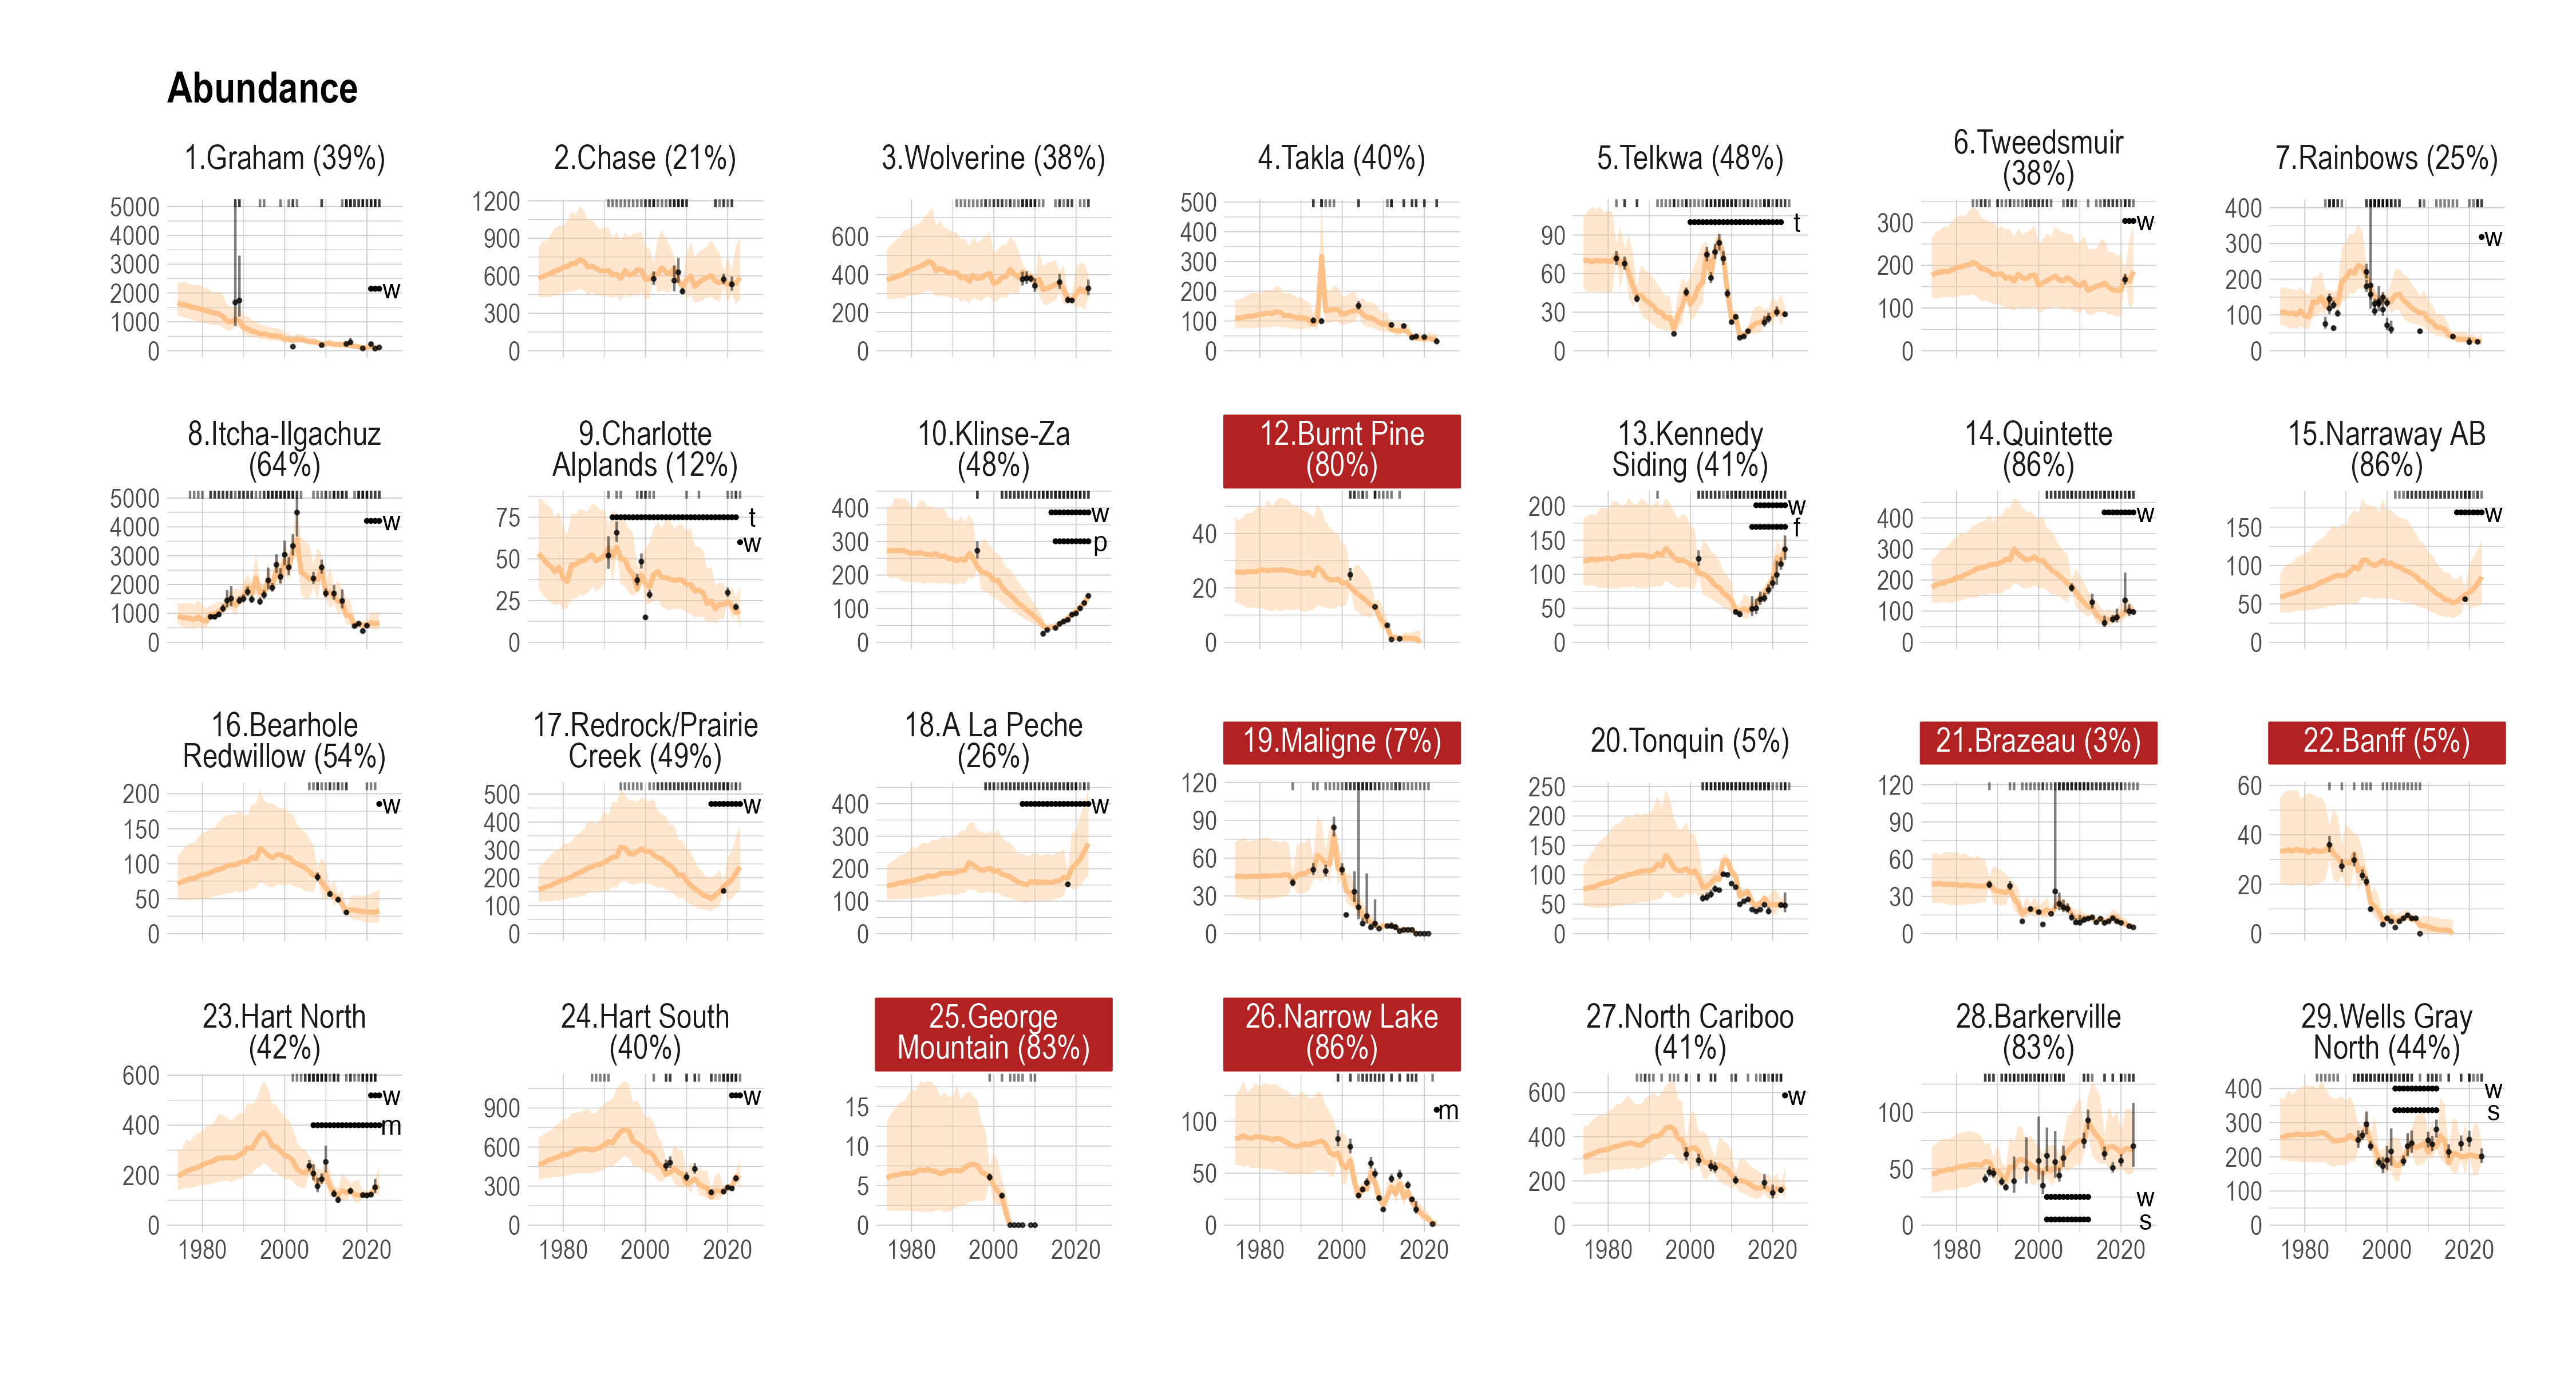 Abundance
1.Graham (39%)
5000
4000
3000
2000
1000
0
w
2.Chase (21%)
1200
900
600
300
0
3.Wolverine (38%)
600
400
200
0
4.Takla (40%)
500
400
300
200
100
0
5.Telkwa (48%)
90
60
30
0
t
6.Tweedsmuir
(38%)
300
200
100
0
w
7.Rainbows (25%)
400
300
200
100
0
w
8.Itcha-Ilgachuz
(64%)
5000
4000
3000
2000
1000
0
w
9.Charlotte
Alplands (12%)
75
50
25
0
t
w
10.Klinse-Za
(48%)
400
300
200
100
0
w
p
12.Burnt Pine
(80%)
40
20
0
13.Kennedy
Siding (41%)
200
150
100
50
0
w
f
14.Quintette
(86%)
400
300
200
100
0
w
15.Narraway AB
(86%)
150
100
50
0
w
16.Bearhole
Redwillow (54%)
200
150
100
50
0
w
17.Redrock/Prairie
Creek (49%)
500
400
300
200
100
0
w
18.A La Peche
(26%)
400
300
200
100
0
w
19.Maligne (7%)
120
90
60
30
0
20.Tonquin (5%)
250
200
150
100
50
0
21.Brazeau (3%)
120
90
60
30
0
22.Banff (5%)
60
40
20
0
23.Hart North
(42%)
600
400
200
0
w
m
1980 2000 2020
24.Hart South
(40%)
900
600
300
0
w
1980 2000 2020
25.George
Mountain (83%)
15
10
5
0
1980 2000 2020
26.Narrow Lake
(86%)
100
50
0
m
1980 2000 2020
27.North Cariboo
(41%)
600
400
200
0
w
1980 2000 2020
28.Barkerville
(83%)
100
50
0
w
s
1980 2000 2020
29.Wells Gray
North (44%)
400
300
200
100
0
w
s
1980 2000 2020